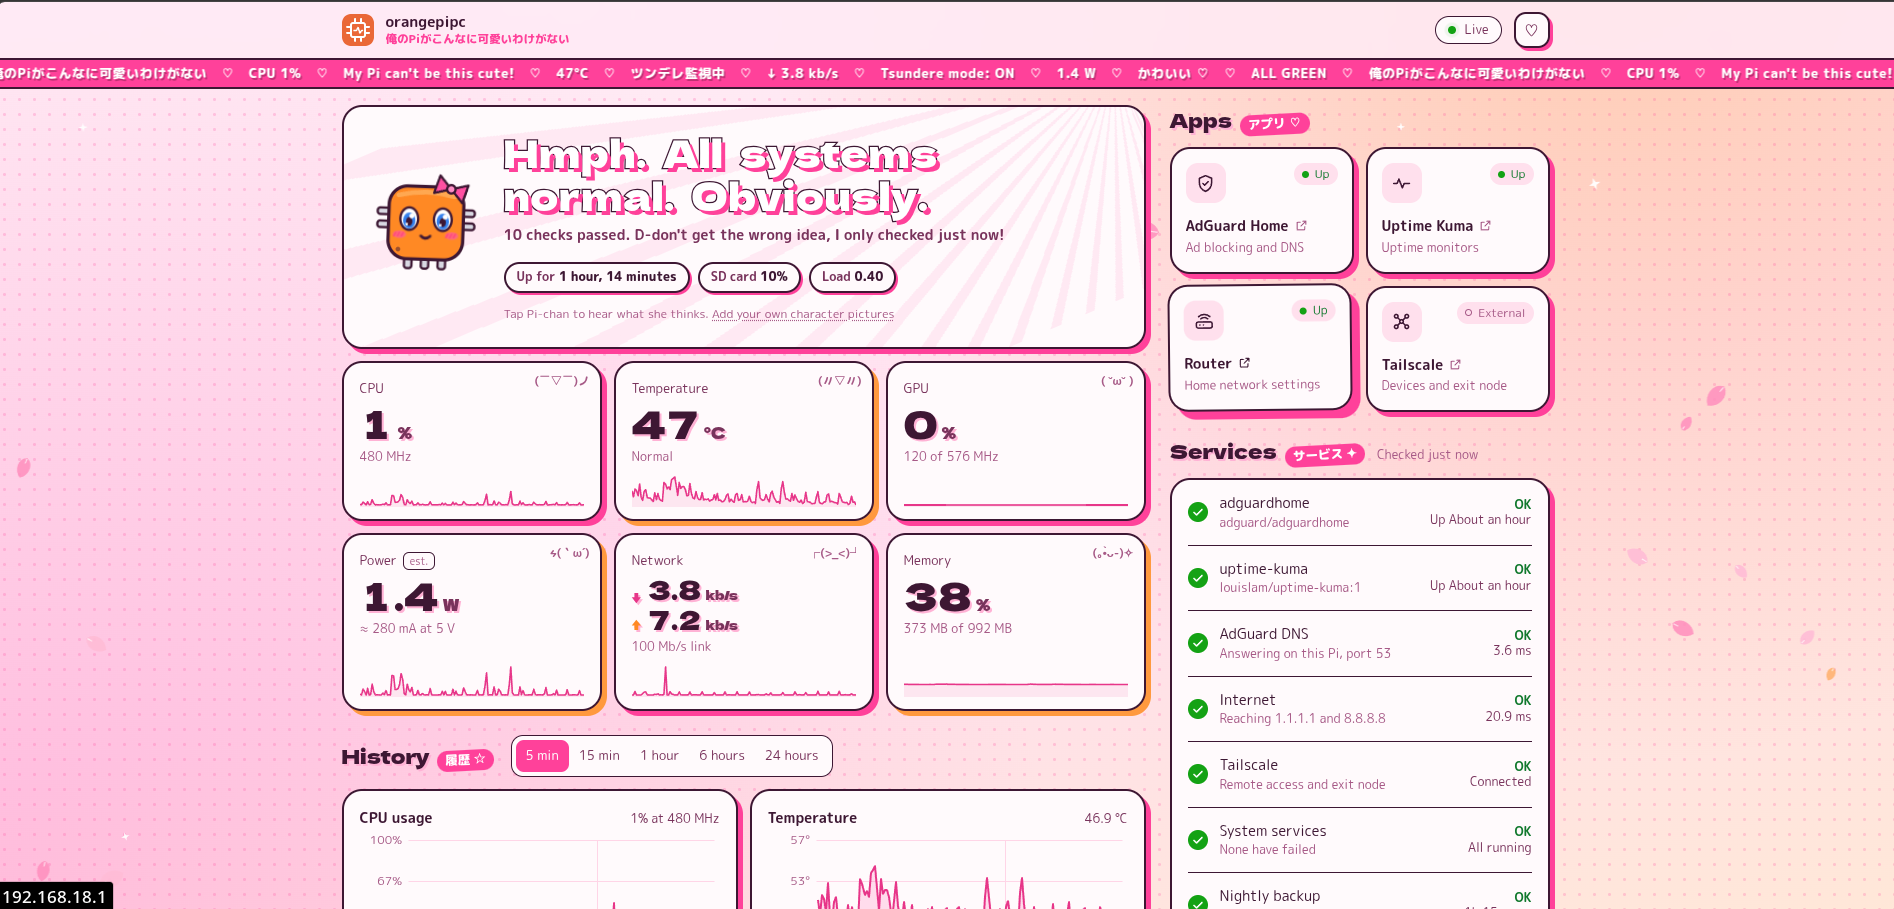 orangepipc
俺のPiがこんなに可愛いわけがない
Live
俺のPiがこんなに可愛いわけがない ♡ CPU 1% ♡ My Pi can't be this cute! ♡ 47°C ♡ ツンデレ監視中 ♡ ↓ 3.8 kb/s ♡ Tsundere mode: ON ♡ 1.4 W ♡ かわいい ♡ ♡ ALL GREEN ♡ 俺のPiがこんなに可愛いわけがない ♡ CPU 1% ♡ My Pi can't be this cute!
Hmph. All systems
normal. Obviously.
10 checks passed. D-don't get the wrong idea, I only checked just now!
Up for 1 hour, 14 minutes
SD card 10%
Load 0.40
Tap Pi-chan to hear what she thinks. Add your own character pictures
CPU
(￣▽￣)ノ
1 %
480 MHz
Temperature
(〃▽〃)
47 °C
Normal
GPU
(˘ω˘)
0 %
120 of 576 MHz
Power est.
ϟ(｀ω´)
1.4 W
≈ 280 mA at 5 V
Network
┌(>_<)┘
3.8 kb/s
7.2 kb/s
100 Mb/s link
Memory
38 %
373 MB of 992 MB
History 履歴 ☆
5 min
15 min
1 hour
6 hours
24 hours
CPU usage
1% at 480 MHz
100%
67%
Temperature
46.9 °C
57°
53°
Apps アプリ ♡
Up
AdGuard Home
Ad blocking and DNS
Up
Uptime Kuma
Uptime monitors
Up
Router
Home network settings
External
Tailscale
Devices and exit node
Services サービス ✦ Checked just now
adguardhome
adguard/adguardhome
OK
Up About an hour
uptime-kuma
louislam/uptime-kuma:1
OK
Up About an hour
AdGuard DNS
Answering on this Pi, port 53
OK
3.6 ms
Internet
Reaching 1.1.1.1 and 8.8.8.8
OK
20.9 ms
Tailscale
Remote access and exit node
OK
Connected
System services
None have failed
OK
All running
Nightly backup
OK
192.168.18.1